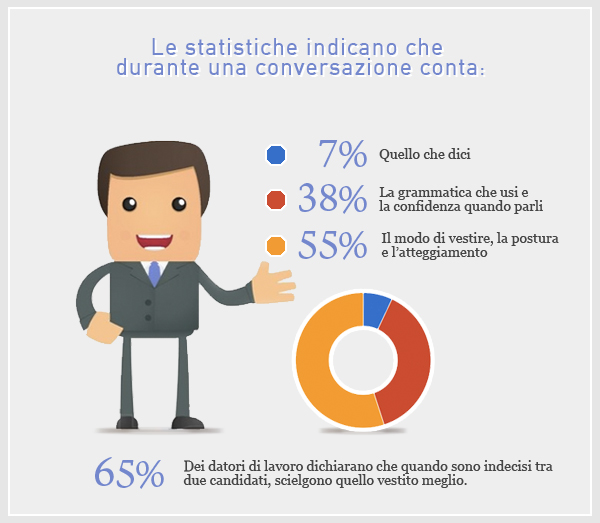 Le statistiche indicano che
durante una conversazione conta:
7% Quello che dici
38% La grammatica che usi e
la confidenza quando parli
55% Il modo di vestire, la postura
e l'atteggiamento
65% Dei datori di lavoro dichiarano che quando sono indecisi tra
due candidati, scielgono quello vestito meglio.